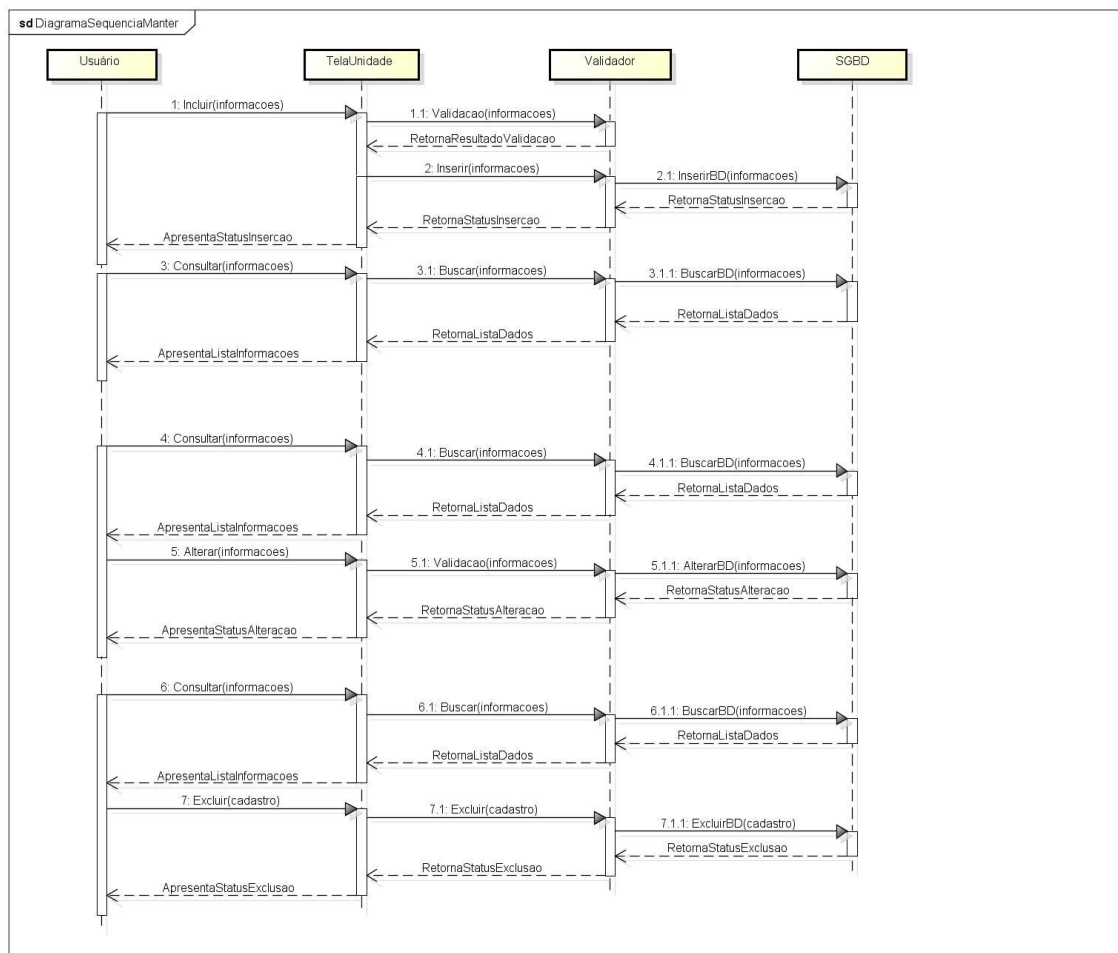 sd DiagramaSequenciaManter
Usuário
TelaUnidade
Validador
SGBD
1: Incluir(informacoes)
1.1: Validacao(informacoes)
RetornaResultadoValidacao
2: Inserir(informacoes)
2.1: InserirBD(informacoes)
RetornaStatusInsercao
RetornaStatusInsercao
ApresentaStatusInsercao
3: Consultar(informacoes)
3.1: Buscar(informacoes)
3.1.1: BuscarBD(informacoes)
RetornaListaDados
RetornaListaDados
ApresentaListaInformacoes
4: Consultar(informacoes)
4.1: Buscar(informacoes)
4.1.1: BuscarBD(informacoes)
RetornaListaDados
RetornaListaDados
ApresentaListaInformacoes
5: Alterar(informacoes)
5.1: Validacao(informacoes)
5.1.1: AlterarBD(informacoes)
RetornaStatusAlteração
RetornaStatusAlteracao
ApresentaStatusAlteracao
6: Consultar(informacoes)
6.1: Buscar(informacoes)
6.1.1: BuscarBD(informacoes)
RetornaListaDados
RetornaListaDados
ApresentaListaInformacoes
7: Excluir(cadastro)
7.1: Excluir(cadastro)
7.1.1: ExcluirBD(cadastro)
RetornaStatusExclusao
RetornaStatusExclusao
ApresentaStatusExclusao